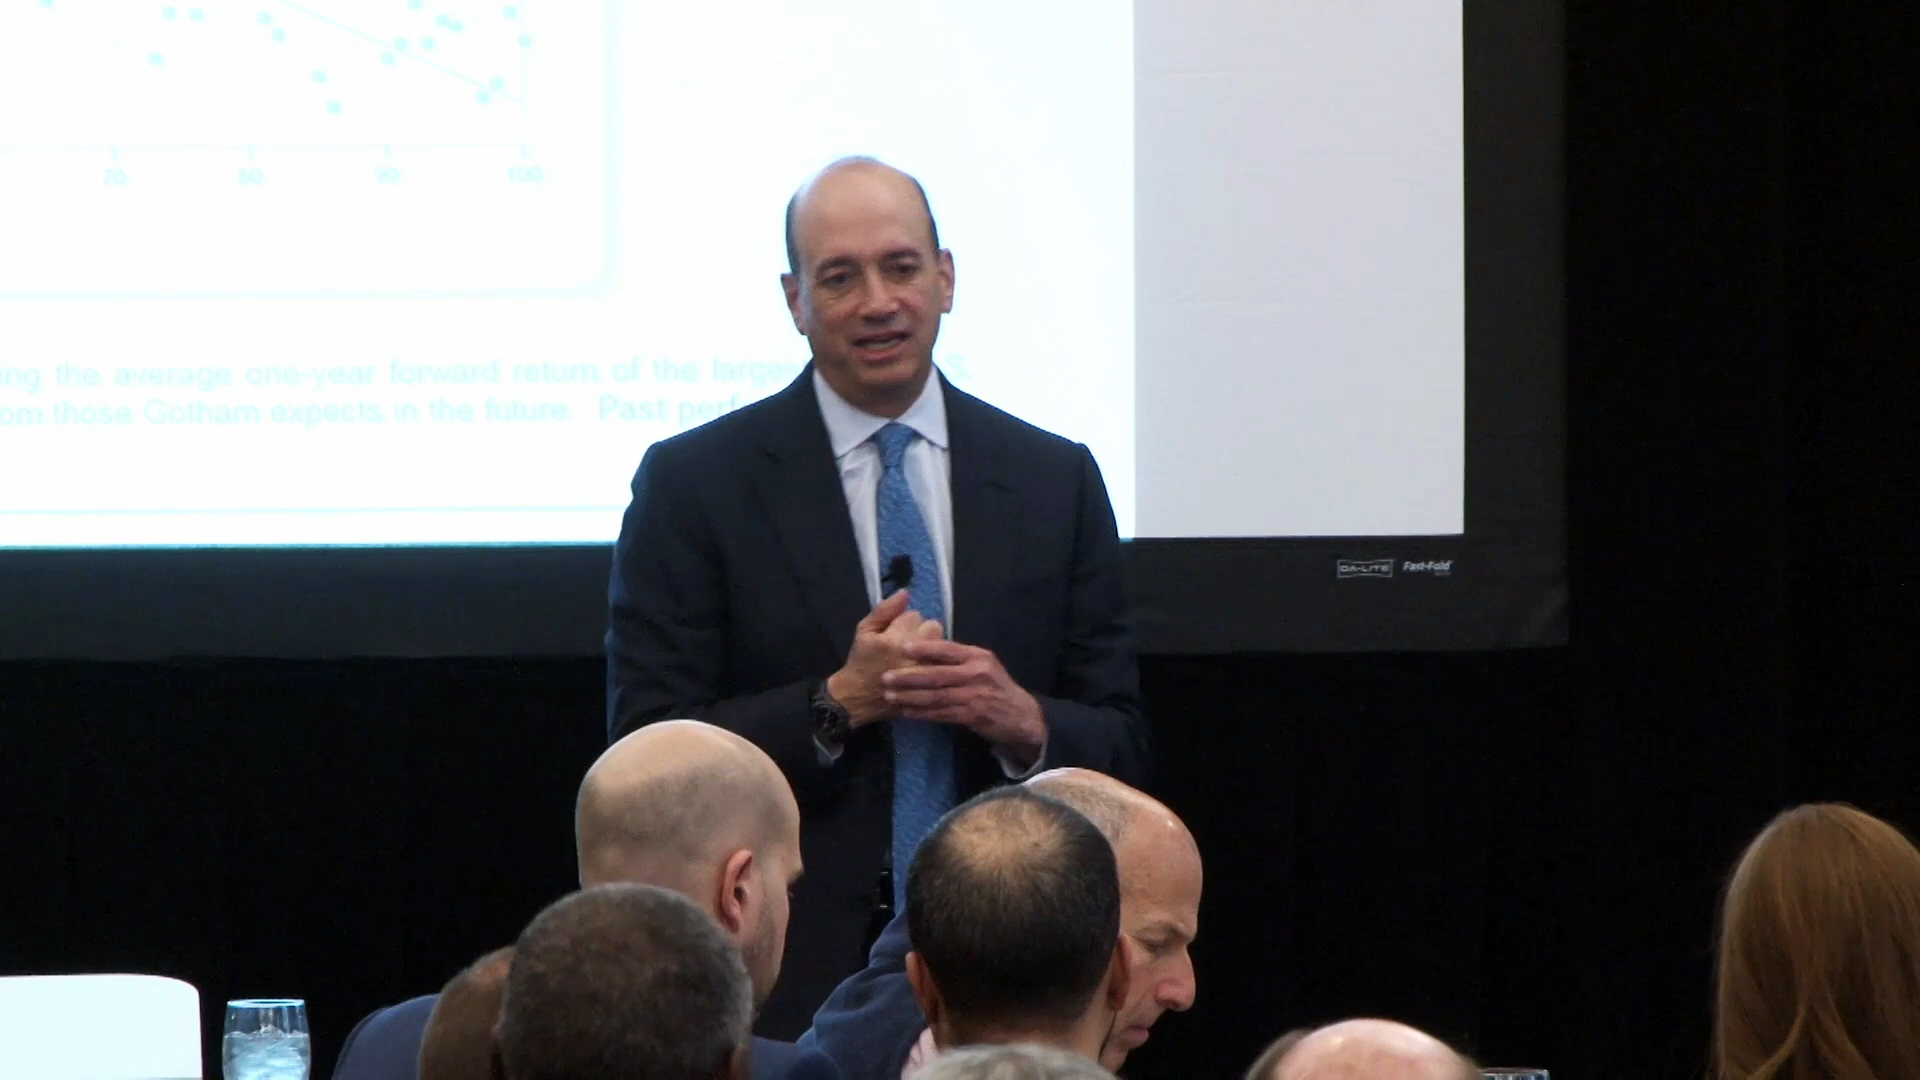 70 80 90 100
ing the average one-year forward return of the larges S.
om those Gotham expects in the future. Past perf
DA-LITE Fast-Fold